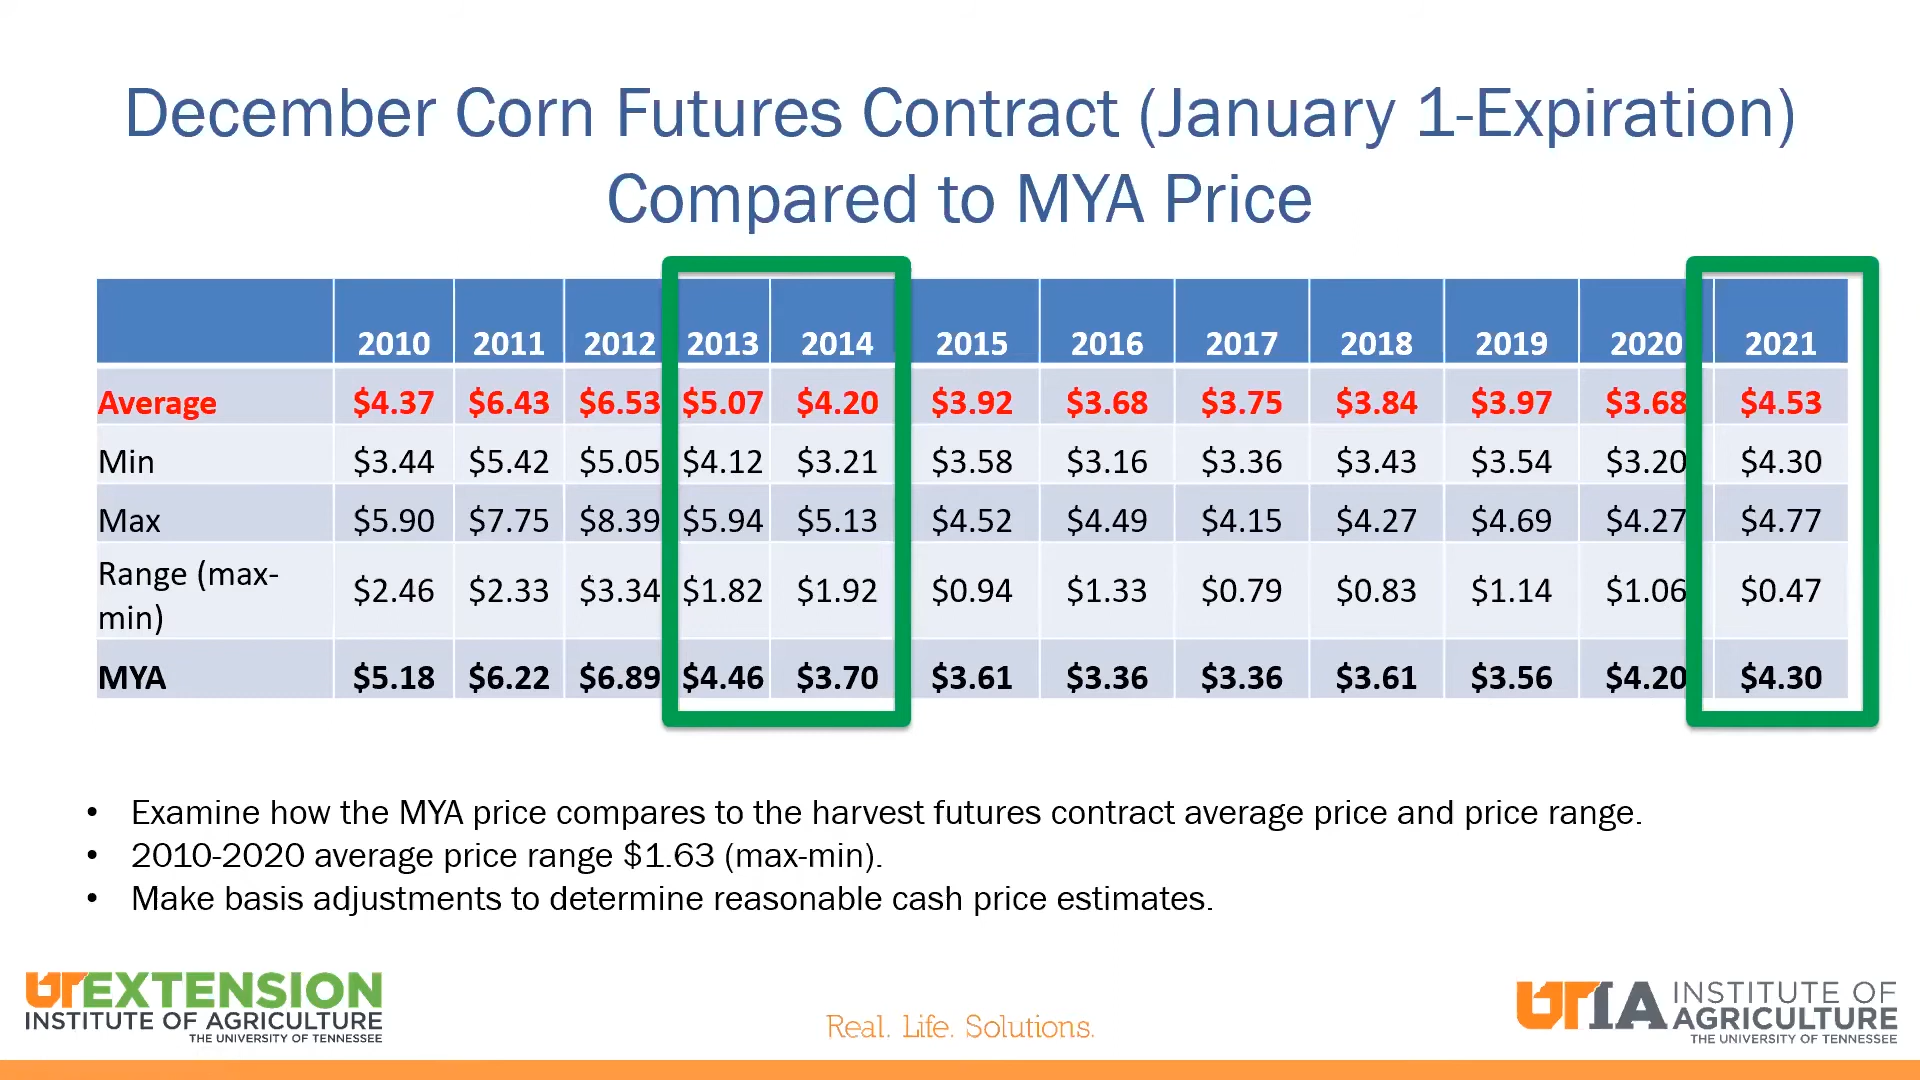 December Corn Futures Contract (January 1-Expiration)
Compared to MYA Price
2010 2011 2012 2013 2014 2015 2016 2017 2018 2019 2020 2021
Average $4.37 $6.43 $6.53 $5.07 $4.20 $3.92 $3.68 $3.75 $3.84 $3.97 $3.68 $4.53
Min $3.44 $5.42 $5.05 $4.12 $3.21 $3.58 $3.16 $3.36 $3.43 $3.54 $3.20 $4.30
Max $5.90 $7.75 $8.39 $5.94 $5.13 $4.52 $4.49 $4.15 $4.27 $4.69 $4.27 $4.77
Range (max-
min) $2.46 $2.33 $3.34 $1.82 $1.92 $0.94 $1.33 $0.79 $0.83 $1.14 $1.06 $0.47
MYA $5.18 $6.22 $6.89 $4.46 $3.70 $3.61 $3.36 $3.36 $3.61 $3.56 $4.20 $4.30
• Examine how the MYA price compares to the harvest futures contract average price and price range.
• 2010-2020 average price range $1.63 (max-min).
• Make basis adjustments to determine reasonable cash price estimates.
UTEXTENSION
INSTITUTE OF AGRICULTURE
THE UNIVERSITY OF TENNESSEE
Real. Life. Solutions.
UTIA INSTITUTE OF
AGRICULTURE
THE UNIVERSITY OF TENNESSEE